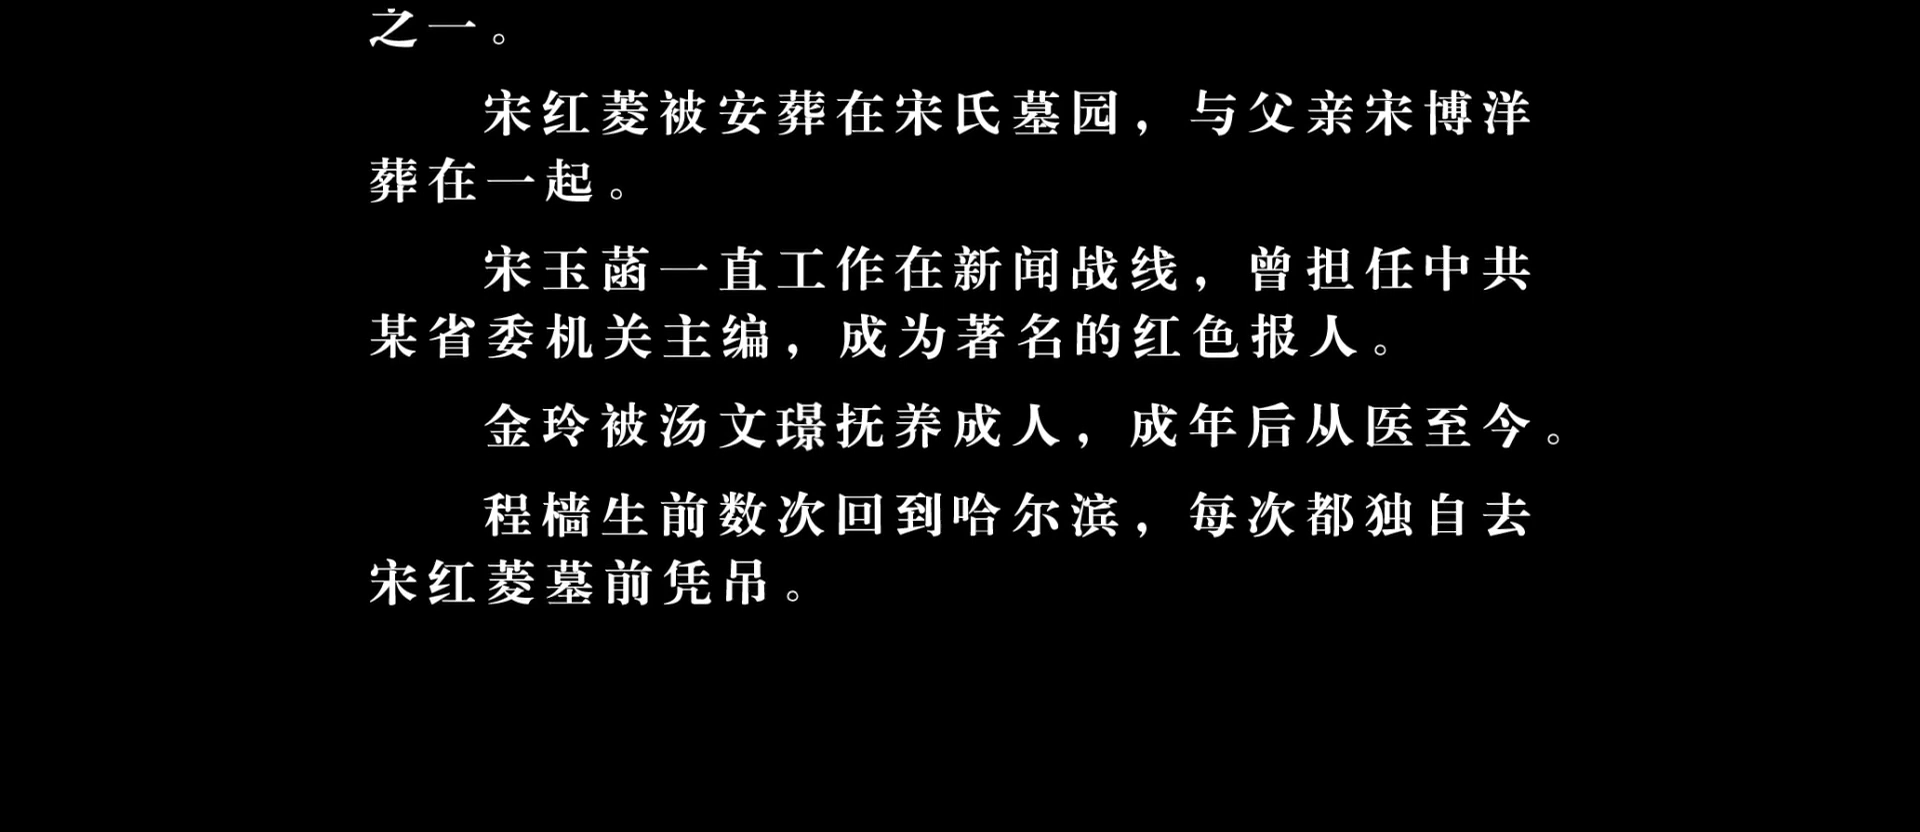 之一。
宋红菱被安葬在宋氏墓园，与父亲宋博洋
葬在一起。
宋玉菡一直工作在新闻战线，曾担任中共
某省委机关主编，成为著名的红色报人。
金玲被汤文璟抚养成人，成年后从医至今。
程樯生前数次回到哈尔滨，每次都独自去
宋红菱墓前凭吊。